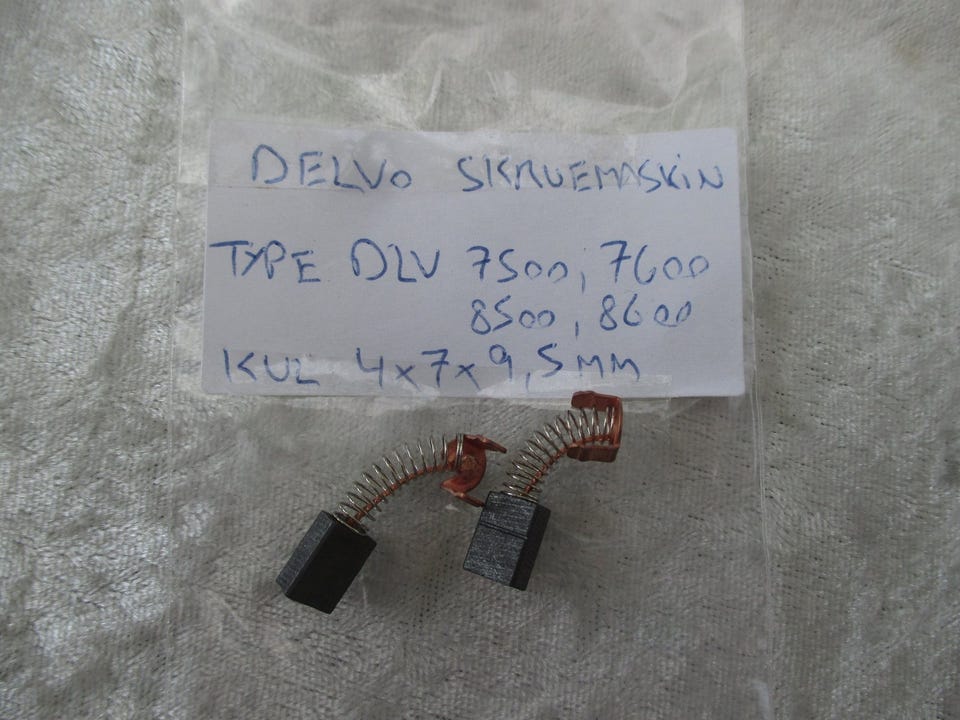 DELVO SKRUEMASKIN
TYPE DLV 7500, 7600
8500, 8600
KUL 4x7x9,5mm